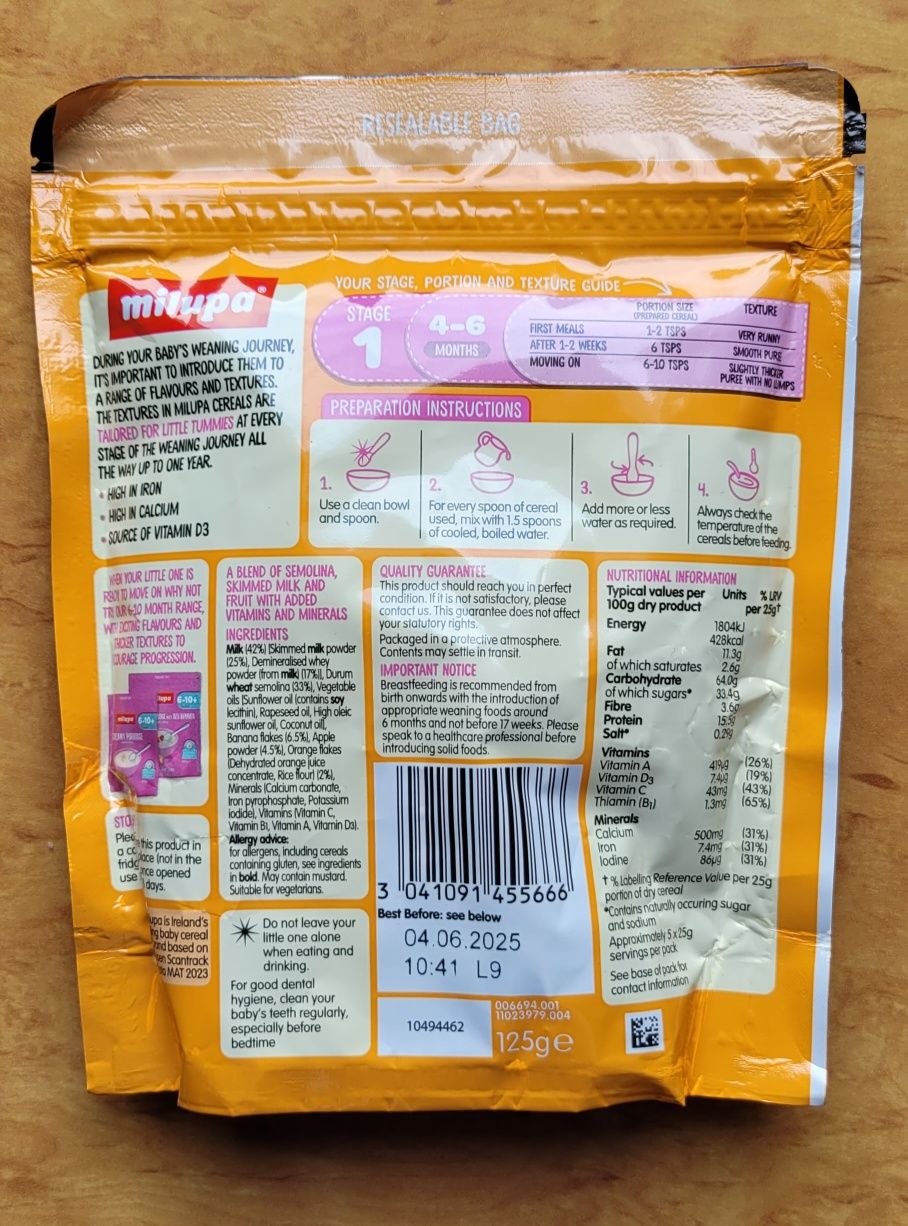 RESEALABLE BAG
milupa®
DURING YOUR BABY'S WEANING JOURNEY,
IT'S IMPORTANT TO INTRODUCE THEM TO
A RANGE OF FLAVOURS AND TEXTURES.
THE TEXTURES IN MILUPA CEREALS ARE
TAILORED FOR LITTLE TUMMIES AT EVERY
STAGE OF THE WEANING JOURNEY ALL
THE WAY UP TO ONE YEAR.
• HIGH IN IRON
• HIGH IN CALCIUM
• SOURCE OF VITAMIN D3
YOUR STAGE, PORTION AND TEXTURE GUIDE
STAGE
1
4-6
MONTHS
PORTION SIZE
(PREPARED CEREAL)
TEXTURE
FIRST MEALS 1-2 TSPS VERY RUNNY
AFTER 1-2 WEEKS 6 TSPS SMOOTH PURE
MOVING ON 6-10 TSPS SLIGHTLY THICKER
PUREE WITH NO LUMPS
PREPARATION INSTRUCTIONS
1.
Use a clean bowl
and spoon.
2.
For every spoon of cereal
used, mix with 1.5 spoons
of cooled, boiled water.
3.
Add more or less
water as required.
4.
Always check the
temperature of the
cereals before feeding.
YOUR LITTLE ONE IS
TO MOVE ON WHY NOT
OUR 6-10 MONTH RANGE,
FLAVOURS AND
TEXTURES TO
PROGRESSION.
6-10+
milupa 6-10+
this product in
(not in the
opened
use days.
Ireland's
baby cereal
based on
Scantrack
MAT 2023
A BLEND OF SEMOLINA,
SKIMMED MILK AND
FRUIT WITH ADDED
VITAMINS AND MINERALS
INGREDIENTS
Milk (42%) [Skimmed milk powder
(25%), Demineralised whey
powder (from milk) (17%)], Durum
wheat semolina (33%), Vegetable
oils [Sunflower oil (contains soy
lecithin), Rapeseed oil, High oleic
sunflower oil, Coconut oil],
Banana flakes (6.5%), Apple
powder (4.5%), Orange flakes
(Dehydrated orange juice
concentrate, Rice flour) (2%),
Minerals (Calcium carbonate,
Iron pyrophosphate, Potassium
iodide), Vitamins (Vitamin C,
Vitamin B1, Vitamin A, Vitamin D3).
Allergy advice:
for allergens, including cereals
containing gluten, see ingredients
in bold. May contain mustard.
Suitable for vegetarians.
Do not leave your
little one alone
when eating and
drinking.
For good dental
hygiene, clean your
baby's teeth regularly,
especially before
bedtime
QUALITY GUARANTEE
This product should reach you in perfect
condition. If it is not satisfactory, please
contact us. This guarantee does not affect
your statutory rights.
Packaged in a protective atmosphere.
Contents may settle in transit.
IMPORTANT NOTICE
Breastfeeding is recommended from
birth onwards with the introduction of
appropriate weaning foods around
6 months and not before 17 weeks. Please
speak to a healthcare professional before
introducing solid foods.
3 041091 455666
Best Before: see below
04.06.2025
10:41 L9
10494462
006694.001
11023979.004
125g℮
NUTRITIONAL INFORMATION
Typical values per Units % LRV
100g dry product per 25g†
Energy 1804kJ
428kcal
Fat 11.3g
of which saturates 2.6g
Carbohydrate 64.0g
of which sugars* 33.4g
Fibre 3.6g
Protein 15.5g
Salt* 0.29g
Vitamins
Vitamin A 419µg (26%)
Vitamin D3 7.4µg (19%)
Vitamin C 43mg (43%)
Thiamin (B1) 1.3mg (65%)
Minerals
Calcium 500mg (31%)
Iron 7.4mg (31%)
Iodine 86µg (31%)
† % Labelling Reference Value per 25g
portion of dry cereal
*Contains naturally occuring sugar
and sodium
Approximately 5 x 25g
servings per pack
See base of pack for
contact information